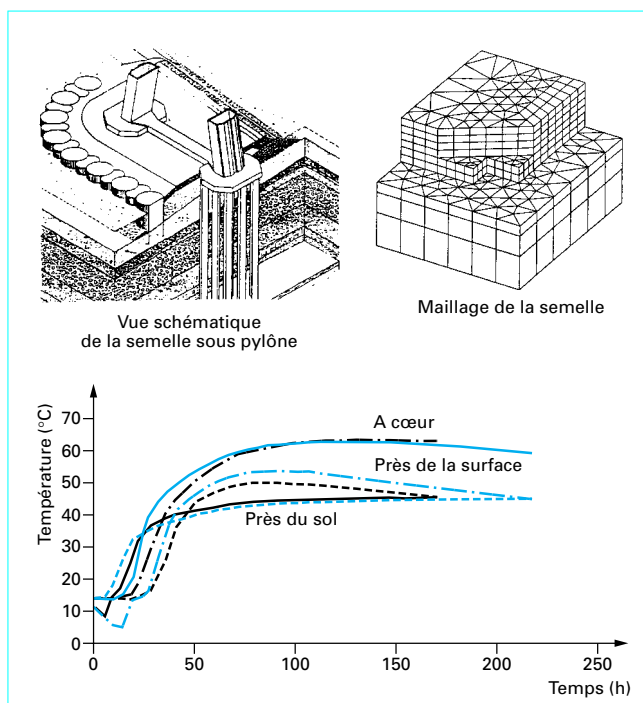 Vue schématique
de la semelle sous pylône
Maillage de la semelle
Température (°C)
70
60
50
40
30
20
10
0
A cœur
Près de la surface
Près du sol
0
50
100
150
200
250
Temps (h)